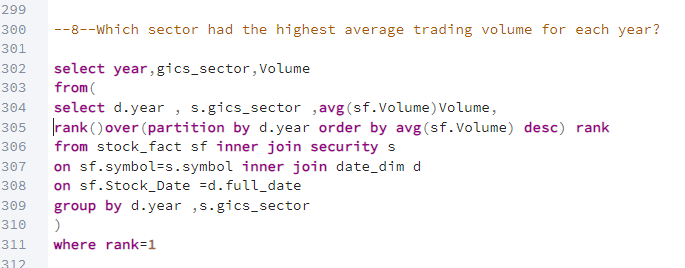 299
300 --8--Which sector had the highest average trading volume for each year?
301
302 select year,gics_sector,Volume
303 from(
304 select d.year , s.gics_sector ,avg(sf.Volume)Volume,
305 rank()over(partition by d.year order by avg(sf.Volume) desc) rank
306 from stock_fact sf inner join security s
307 on sf.symbol=s.symbol inner join date_dim d
308 on sf.Stock_Date =d.full_date
309 group by d.year ,s.gics_sector
310 )
311 where rank=1
312